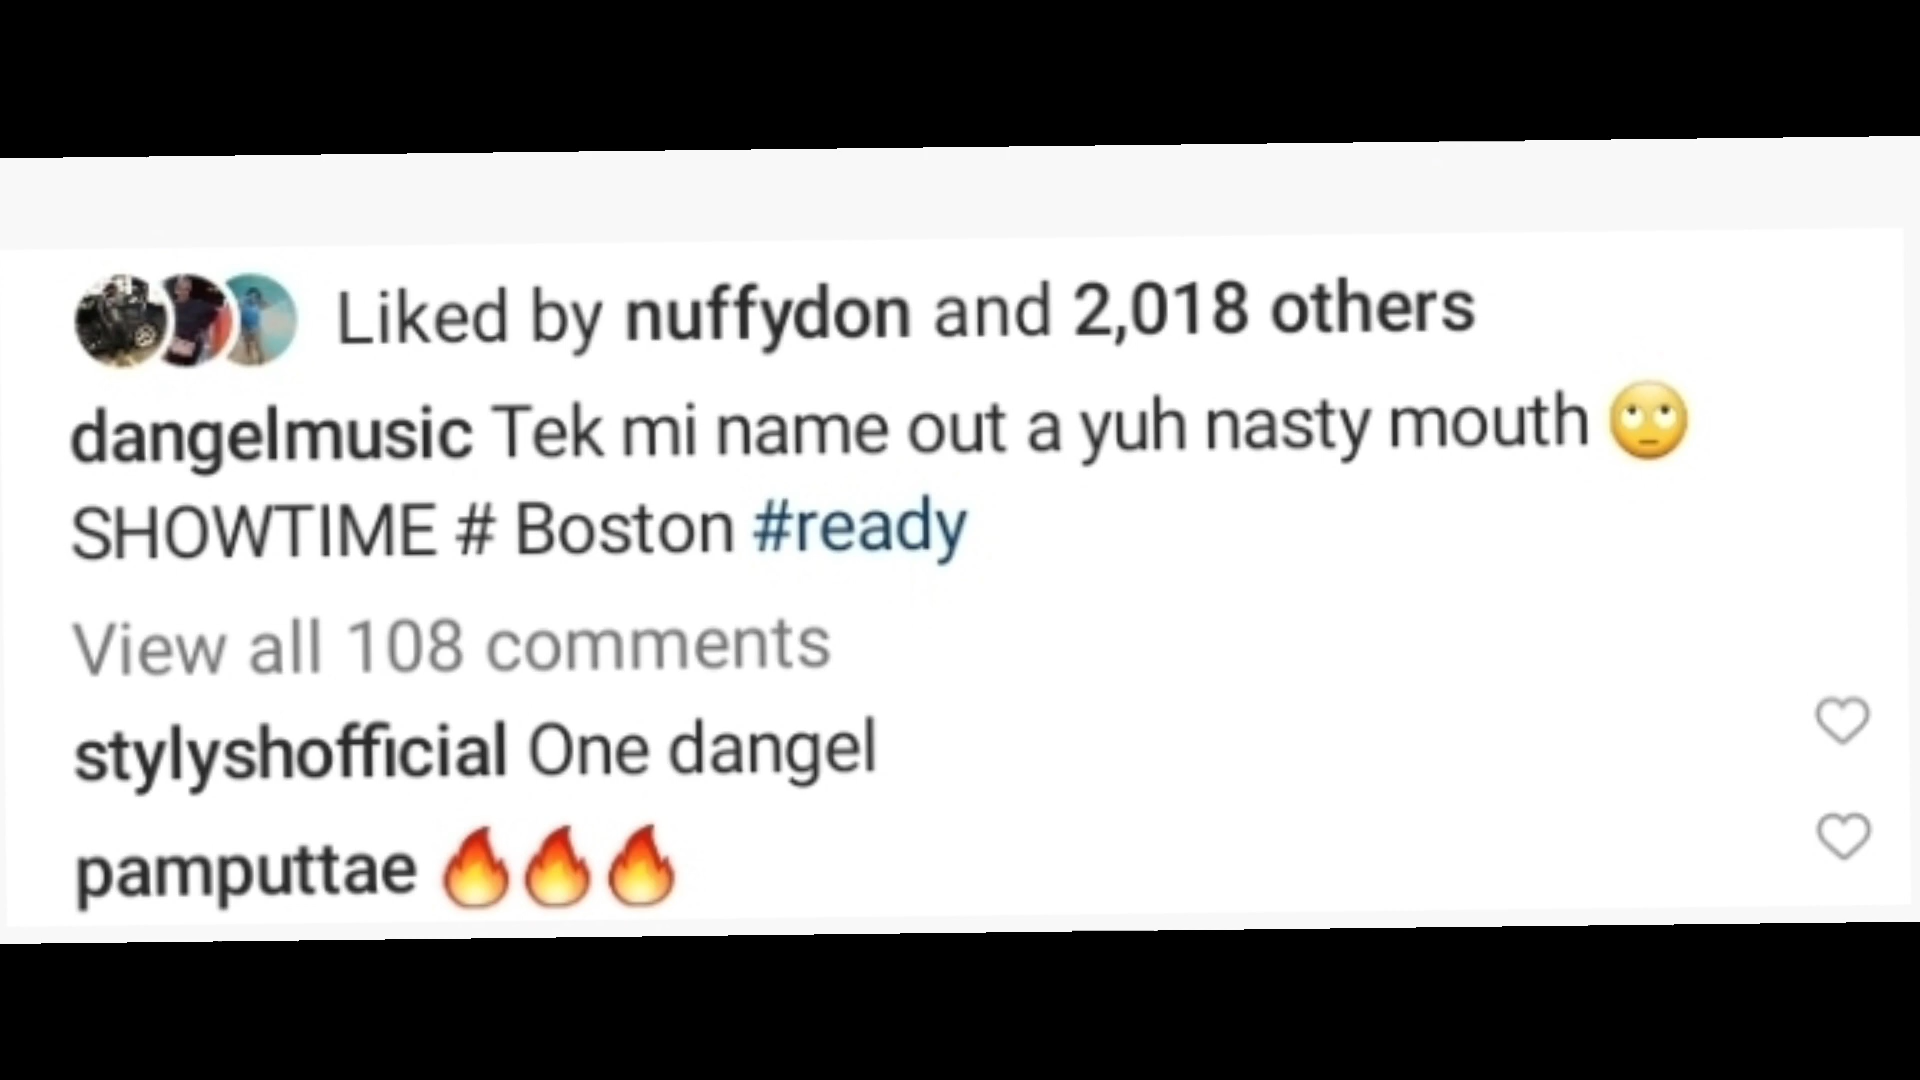 Liked by nuffydon and 2,018 others
dangelmusic Tek mi name out a yuh nasty mouth 🙄
SHOWTIME # Boston #ready
View all 108 comments
stylyshofficial One dangel
pamputtae 🔥🔥🔥